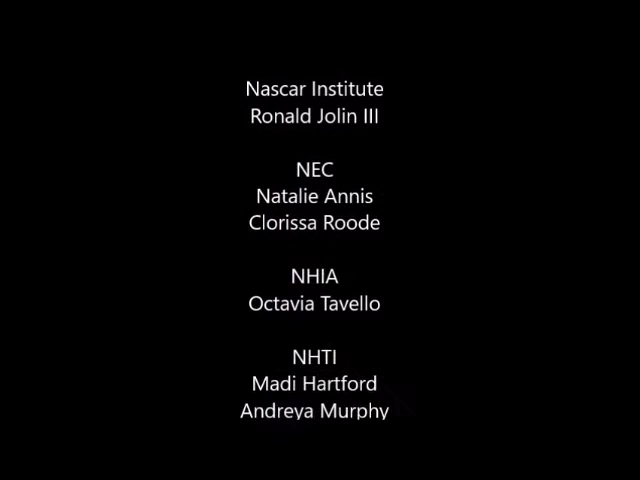 Nascar Institute
Ronald Jolin III
NEC
Natalie Annis
Clorissa Roode
NHIA
Octavia Tavello
NHTI
Madi Hartford
Andreya Murphy